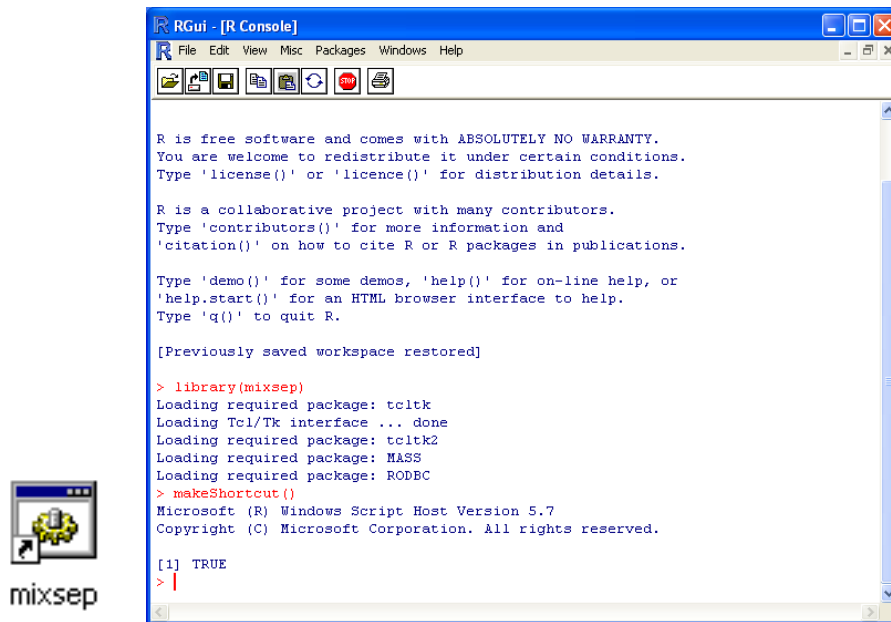 RGui - [R Console]
File Edit View Misc Packages Windows Help
STOP
R is free software and comes with ABSOLUTELY NO WARRANTY.
You are welcome to redistribute it under certain conditions.
Type 'license()' or 'licence()' for distribution details.
R is a collaborative project with many contributors.
Type 'contributors()' for more information and
'citation()' on how to cite R or R packages in publications.
Type 'demo()' for some demos, 'help()' for on-line help, or
'help.start()' for an HTML browser interface to help.
Type 'q()' to quit R.
[Previously saved workspace restored]
> library(mixsep)
Loading required package: tcltk
Loading Tcl/Tk interface ... done
Loading required package: tcltk2
Loading required package: MASS
Loading required package: RODBC
> makeShortcut()
Microsoft (R) Windows Script Host Version 5.7
Copyright (C) Microsoft Corporation. All rights reserved.
[1] TRUE
>
mixsep